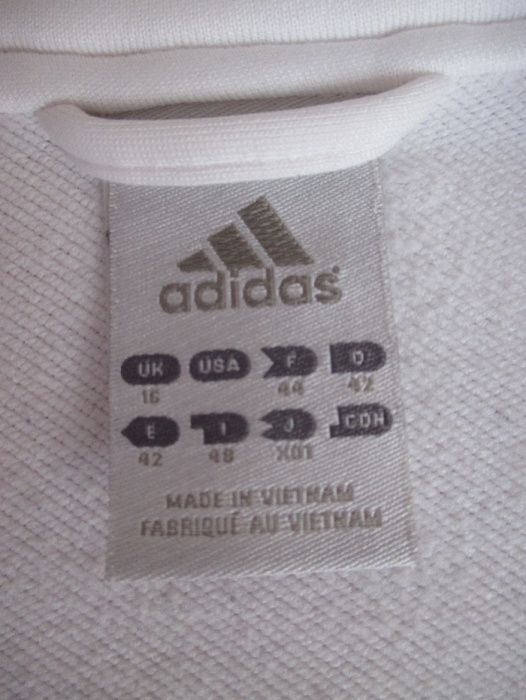 adidas
UK USA F D
16 44 42
E I J CDN
42 48 X01
MADE IN VIETNAM
FABRIQUÉ AU VIETNAM